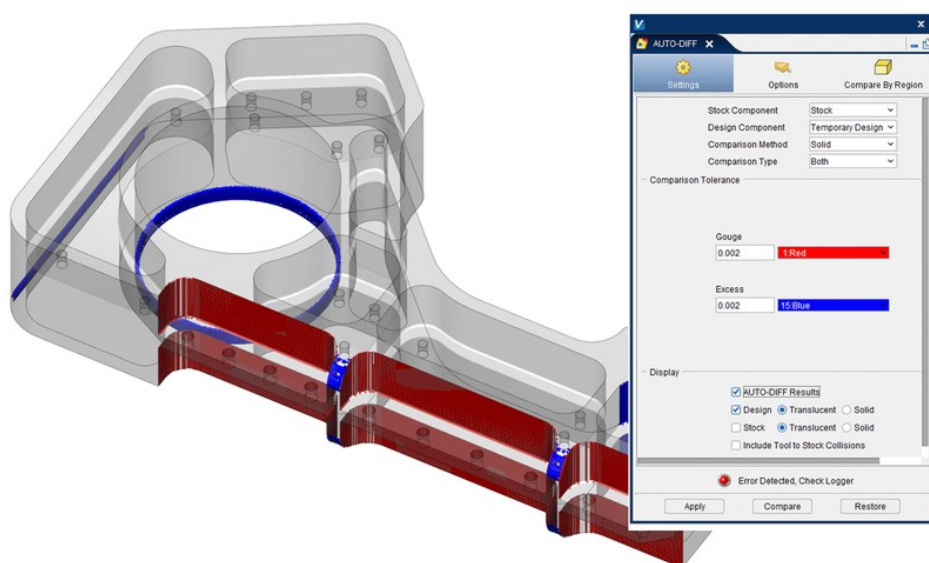 V X
AUTO-DIFF X
Settings Options Compare By Region
Stock Component Stock
Design Component Temporary Design
Comparison Method Solid
Comparison Type Both
Comparison Tolerance
Gouge
0.002 1:Red
Excess
0.002 15:Blue
Display
AUTO-DIFF Results
Design Translucent Solid
Stock Translucent Solid
Include Tool to Stock Collisions
Error Detected, Check Logger
Apply Compare Restore